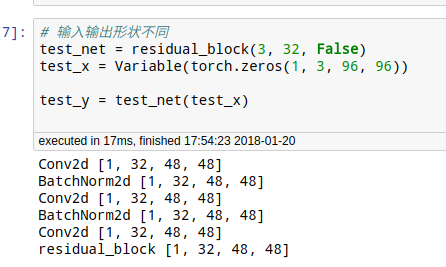 7]:
# 输入输出形状不同
test_net = residual_block(3, 32, False)
test_x = Variable(torch.zeros(1, 3, 96, 96))
test_y = test_net(test_x)
executed in 17ms, finished 17:54:23 2018-01-20
Conv2d [1, 32, 48, 48]
BatchNorm2d [1, 32, 48, 48]
Conv2d [1, 32, 48, 48]
BatchNorm2d [1, 32, 48, 48]
Conv2d [1, 32, 48, 48]
residual_block [1, 32, 48, 48]